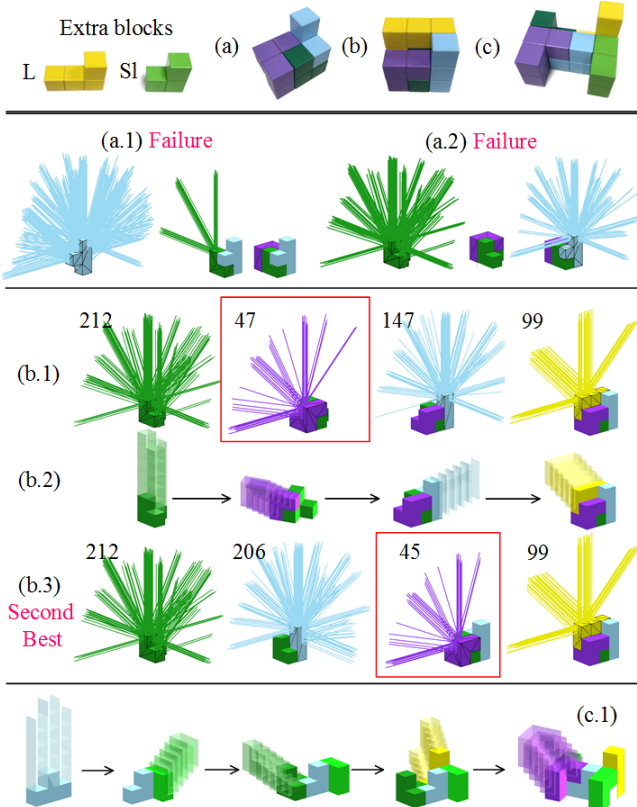 Extra blocks
L
Sl
(a)
(b)
(c)
(a.1) Failure
(a.2) Failure
(b.1)
212
47
147
99
(b.2)
(b.3)
Second
Best
212
206
45
99
(c.1)